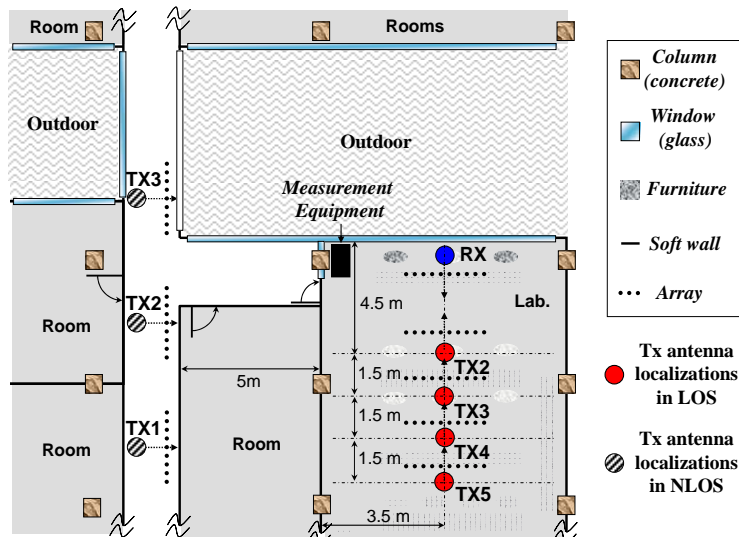 Room
Rooms
Outdoor
Outdoor
TX3
Measurement
Equipment
RX
Lab.
4.5 m
TX2
Room
5m
TX2
1.5 m
TX3
1.5 m
TX1
Room
Room
TX4
1.5 m
TX5
3.5 m
Column
(concrete)
Window
(glass)
Furniture
Soft wall
Array
Tx antenna
localizations
in LOS
Tx antenna
localizations
in NLOS